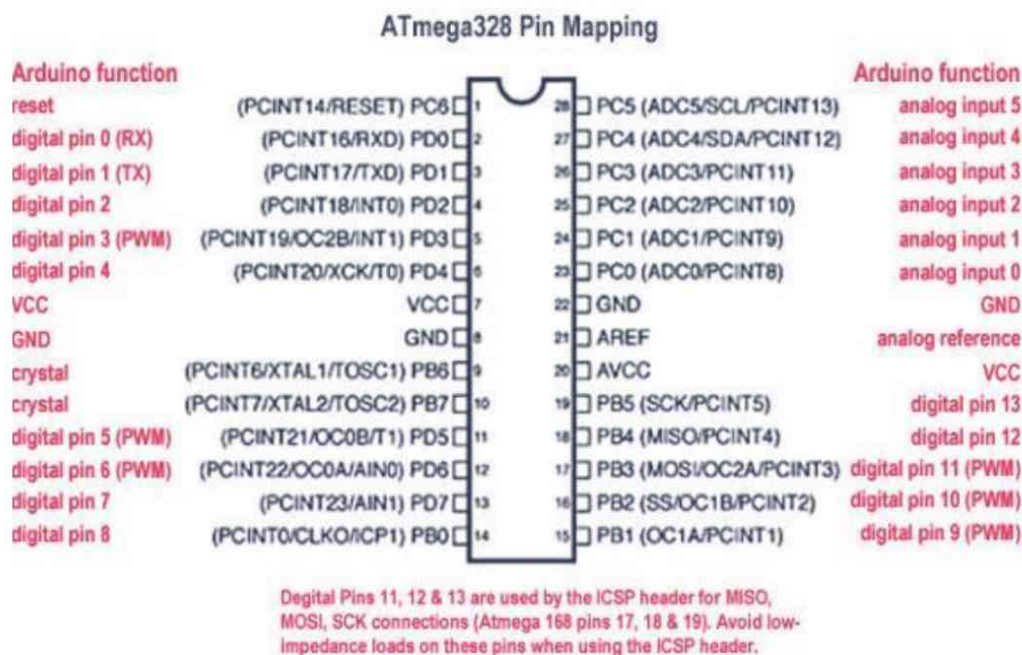 ATmega328 Pin Mapping
Arduino function Arduino function
reset (PCINT14/RESET) PC6 1 28 PC5 (ADC5/SCL/PCINT13) analog input 5
digital pin 0 (RX) (PCINT16/RXD) PD0 2 27 PC4 (ADC4/SDA/PCINT12) analog input 4
digital pin 1 (TX) (PCINT17/TXD) PD1 3 26 PC3 (ADC3/PCINT11) analog input 3
digital pin 2 (PCINT18/INT0) PD2 4 25 PC2 (ADC2/PCINT10) analog input 2
digital pin 3 (PWM) (PCINT19/OC2B/INT1) PD3 5 24 PC1 (ADC1/PCINT9) analog input 1
digital pin 4 (PCINT20/XCK/T0) PD4 6 23 PC0 (ADC0/PCINT8) analog input 0
VCC VCC 7 22 GND GND
GND GND 8 21 AREF analog reference
crystal (PCINT6/XTAL1/TOSC1) PB6 9 20 AVCC VCC
crystal (PCINT7/XTAL2/TOSC2) PB7 10 19 PB5 (SCK/PCINT5) digital pin 13
digital pin 5 (PWM) (PCINT21/OC0B/T1) PD5 11 18 PB4 (MISO/PCINT4) digital pin 12
digital pin 6 (PWM) (PCINT22/OC0A/AIN0) PD6 12 17 PB3 (MOSI/OC2A/PCINT3) digital pin 11 (PWM)
digital pin 7 (PCINT23/AIN1) PD7 13 16 PB2 (SS/OC1B/PCINT2) digital pin 10 (PWM)
digital pin 8 (PCINT0/CLKO/ICP1) PB0 14 15 PB1 (OC1A/PCINT1) digital pin 9 (PWM)
Degital Pins 11, 12 & 13 are used by the ICSP header for MISO,
MOSI, SCK connections (Atmega 168 pins 17, 18 & 19). Avoid low-
impedance loads on these pins when using the ICSP header.